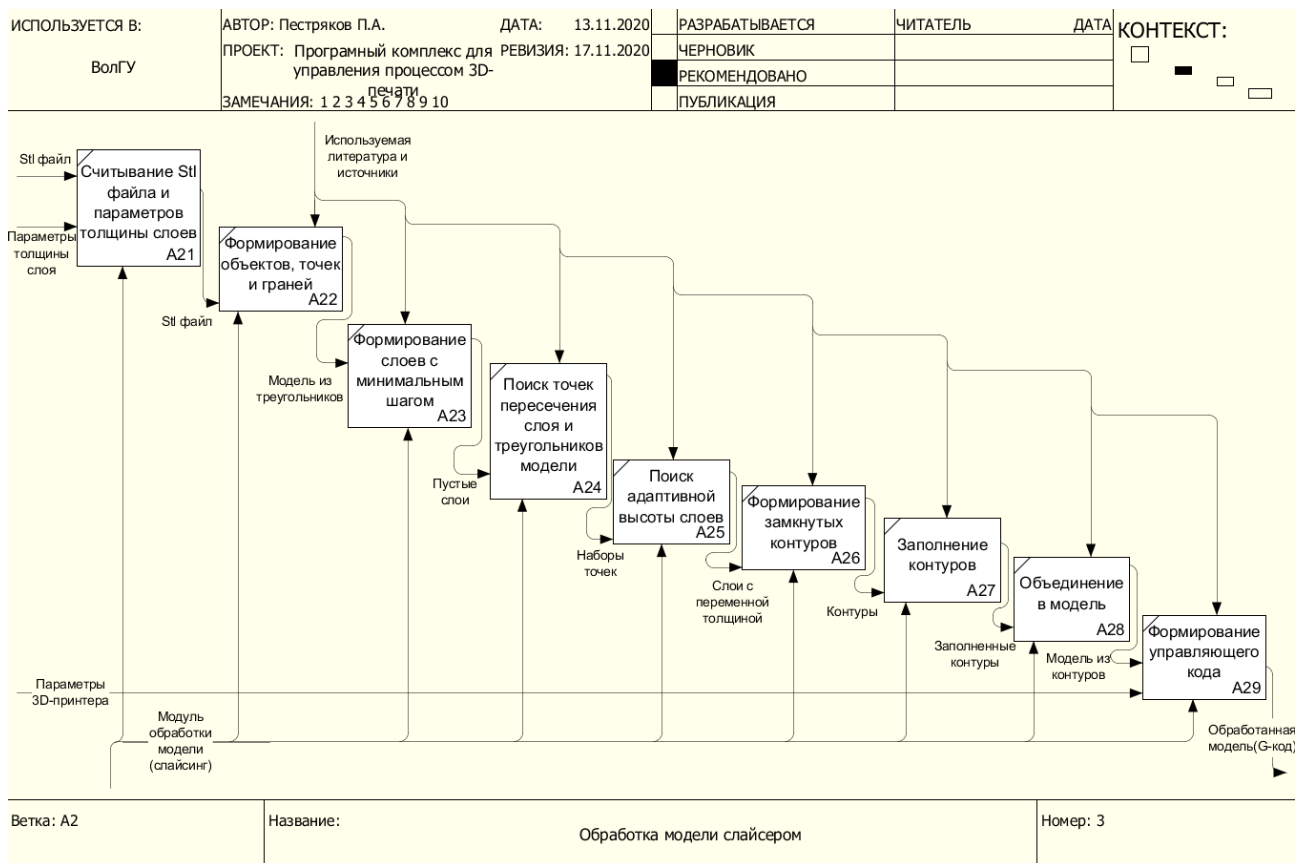 ИСПОЛЬЗУЕТСЯ В:
ВолГУ
АВТОР: Пестряков П.А.
ДАТА: 13.11.2020
ПРОЕКТ: Програмный комплекс для
управления процессом 3D-
печати
РЕВИЗИЯ: 17.11.2020
ЗАМЕЧАНИЯ: 1 2 3 4 5 6 7 8 9 10
РАЗРАБАТЫВАЕТСЯ
ЧЕРНОВИК
РЕКОМЕНДОВАНО
ПУБЛИКАЦИЯ
ЧИТАТЕЛЬ
ДАТА
КОНТЕКСТ:
Stl файл
Параметры
толщины
слоя
Считывание Stl
файла и
параметров
толщины слоев
A21
Используемая
литература и
источники
Stl файл
Формирование
объектов, точек
и граней
A22
Модель из
треугольников
Формирование
слоев с
минимальным
шагом
A23
Пустые
слои
Поиск точек
пересечения
слоя и
треугольников
модели
A24
Наборы
точек
Поиск
адаптивной
высоты слоев
A25
Слои с
переменной
толщиной
Формирование
замкнутых
контуров
A26
Контуры
Заполнение
контуров
A27
Заполненные
контуры
Объединение
в модель
A28
Модель из
контуров
Формирование
управляющего
кода
A29
Параметры
3D-принтера
Модуль
обработки
модели
(слайсинг)
Обработанная
модель(G-код)
Ветка: A2
Название:
Обработка модели слайсером
Номер: 3